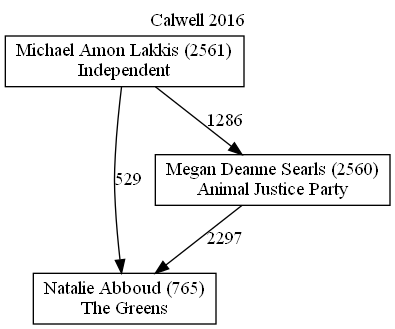 Calwell 2016
Michael Amon Lakkis (2561)
Independent
1286
529
Megan Deanne Searls (2560)
Animal Justice Party
2297
Natalie Abboud (765)
The Greens